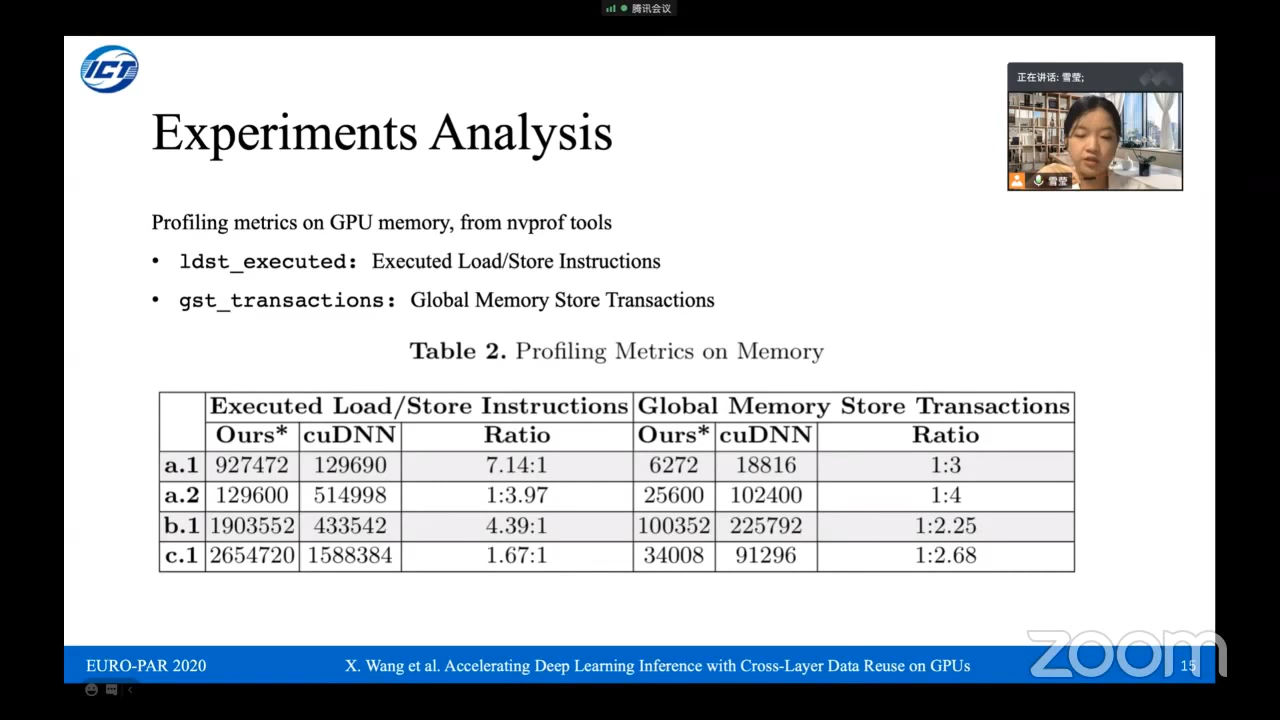 腾讯会议
ICT
正在讲话: 雪莹;
雪莹
Experiments Analysis
Profiling metrics on GPU memory, from nvprof tools
• ldst_executed: Executed Load/Store Instructions
• gst_transactions: Global Memory Store Transactions
Table 2. Profiling Metrics on Memory
Executed Load/Store Instructions Global Memory Store Transactions
Ours* cuDNN Ratio Ours* cuDNN Ratio
a.1 927472 129690 7.14:1 6272 18816 1:3
a.2 129600 514998 1:3.97 25600 102400 1:4
b.1 1903552 433542 4.39:1 100352 225792 1:2.25
c.1 2654720 1588384 1.67:1 34008 91296 1:2.68
EURO-PAR 2020 X. Wang et al. Accelerating Deep Learning Inference with Cross-Layer Data Reuse on GPUs 15
zoom